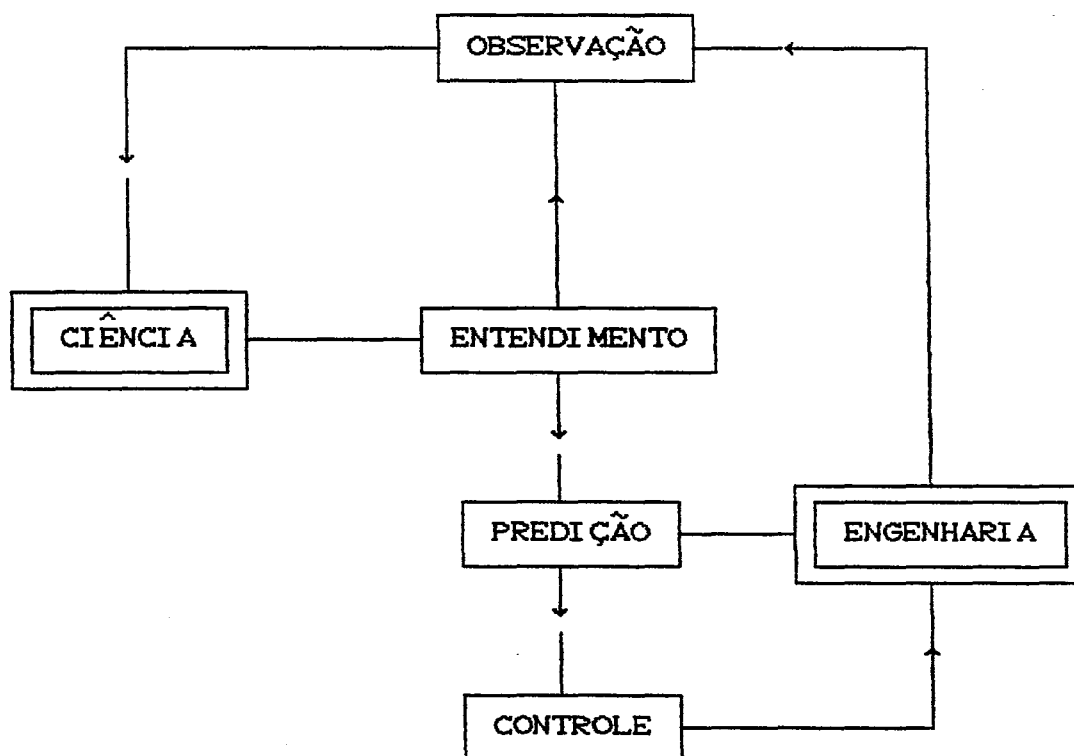 OBSERVAÇÃO
CIÊNCIA
ENTENDIMENTO
PREDIÇÃO
ENGENHARIA
CONTROLE